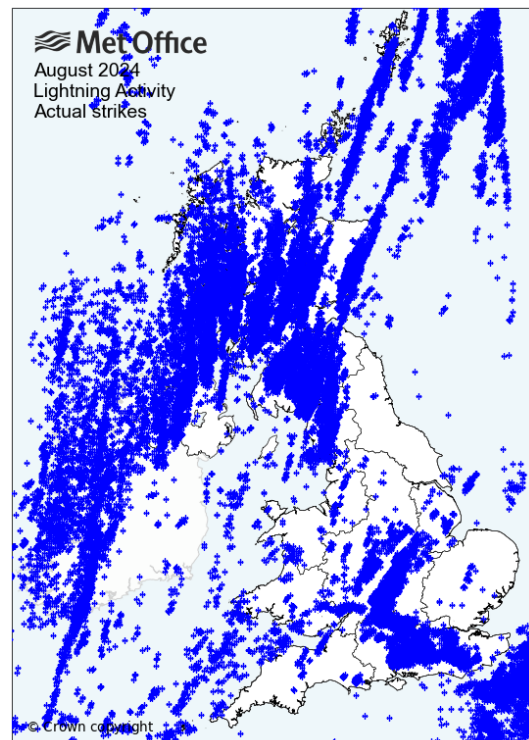 Met Office
August 2024
Lightning Activity
Actual strikes
© Crown copyright